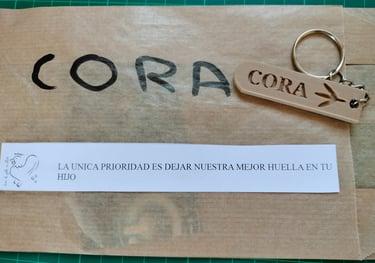 CORA
CORA
LA UNICA PRIORIDAD ES DEJAR NUESTRA MEJOR HUELLA EN TU
HIJO